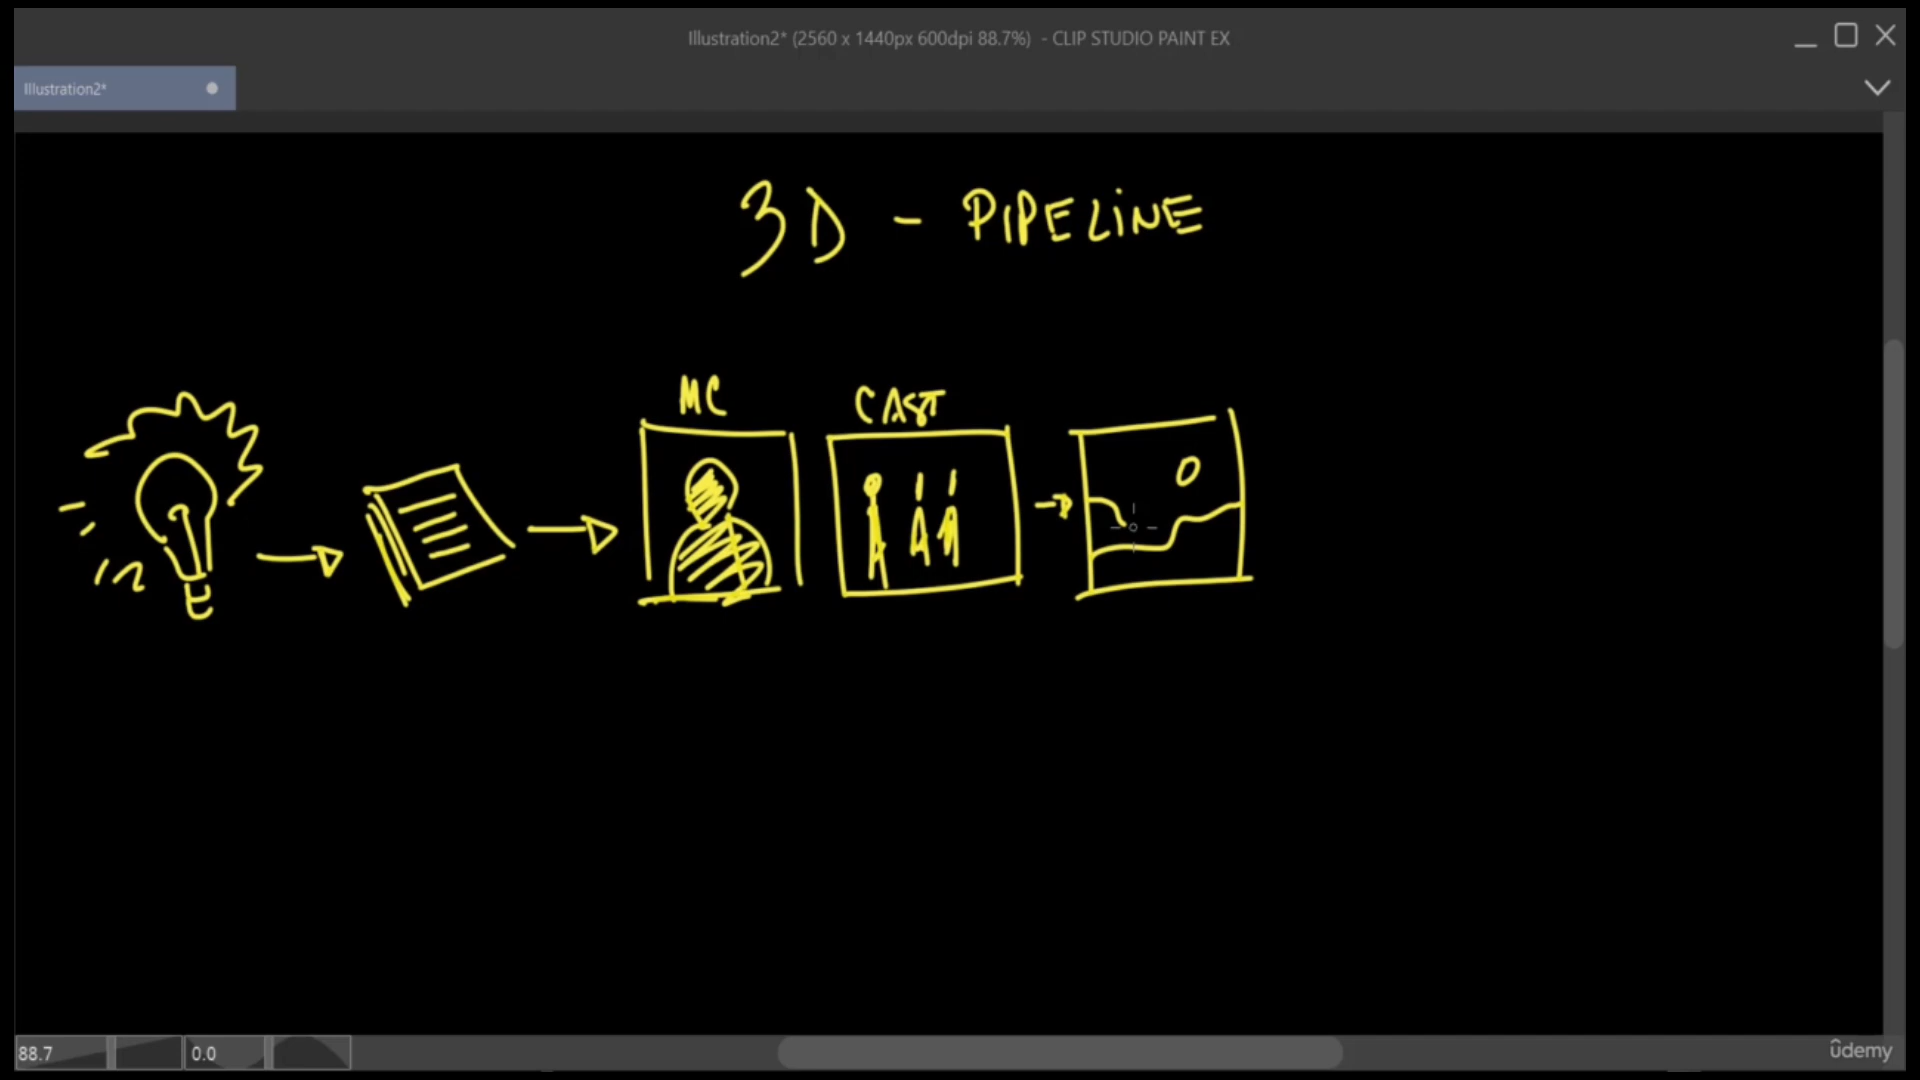 Illustration2* (2560 x 1440px 600dpi 88.7%) - CLIP STUDIO PAINT EX
Illustration2*
3D - PIPELINE
MC
CAST
88.7
0.0
ûdemy